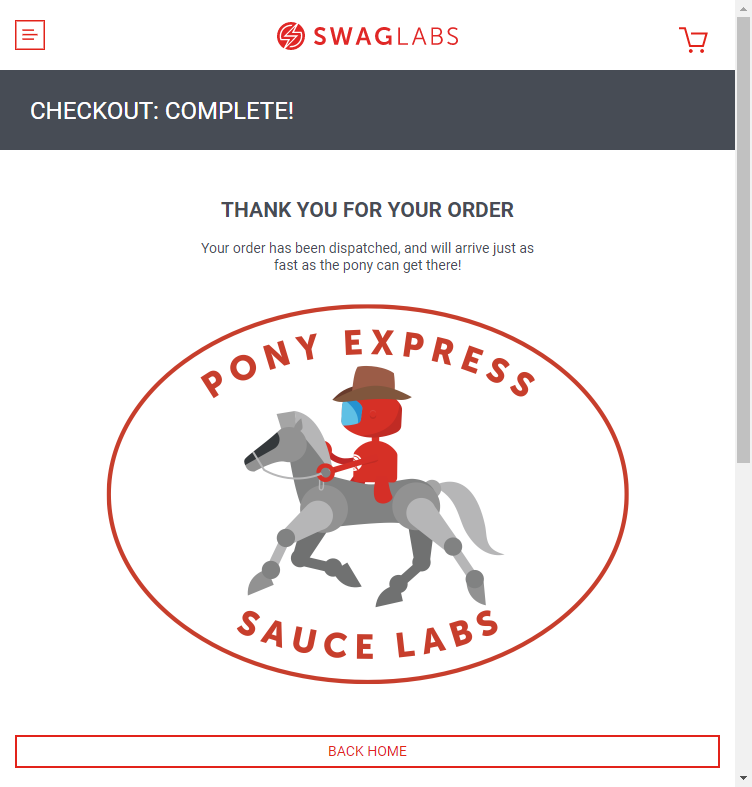 SWAGLABS
CHECKOUT: COMPLETE!
THANK YOU FOR YOUR ORDER
Your order has been dispatched, and will arrive just as
fast as the pony can get there!
PONY EXPRESS
SAUCE LABS
BACK HOME